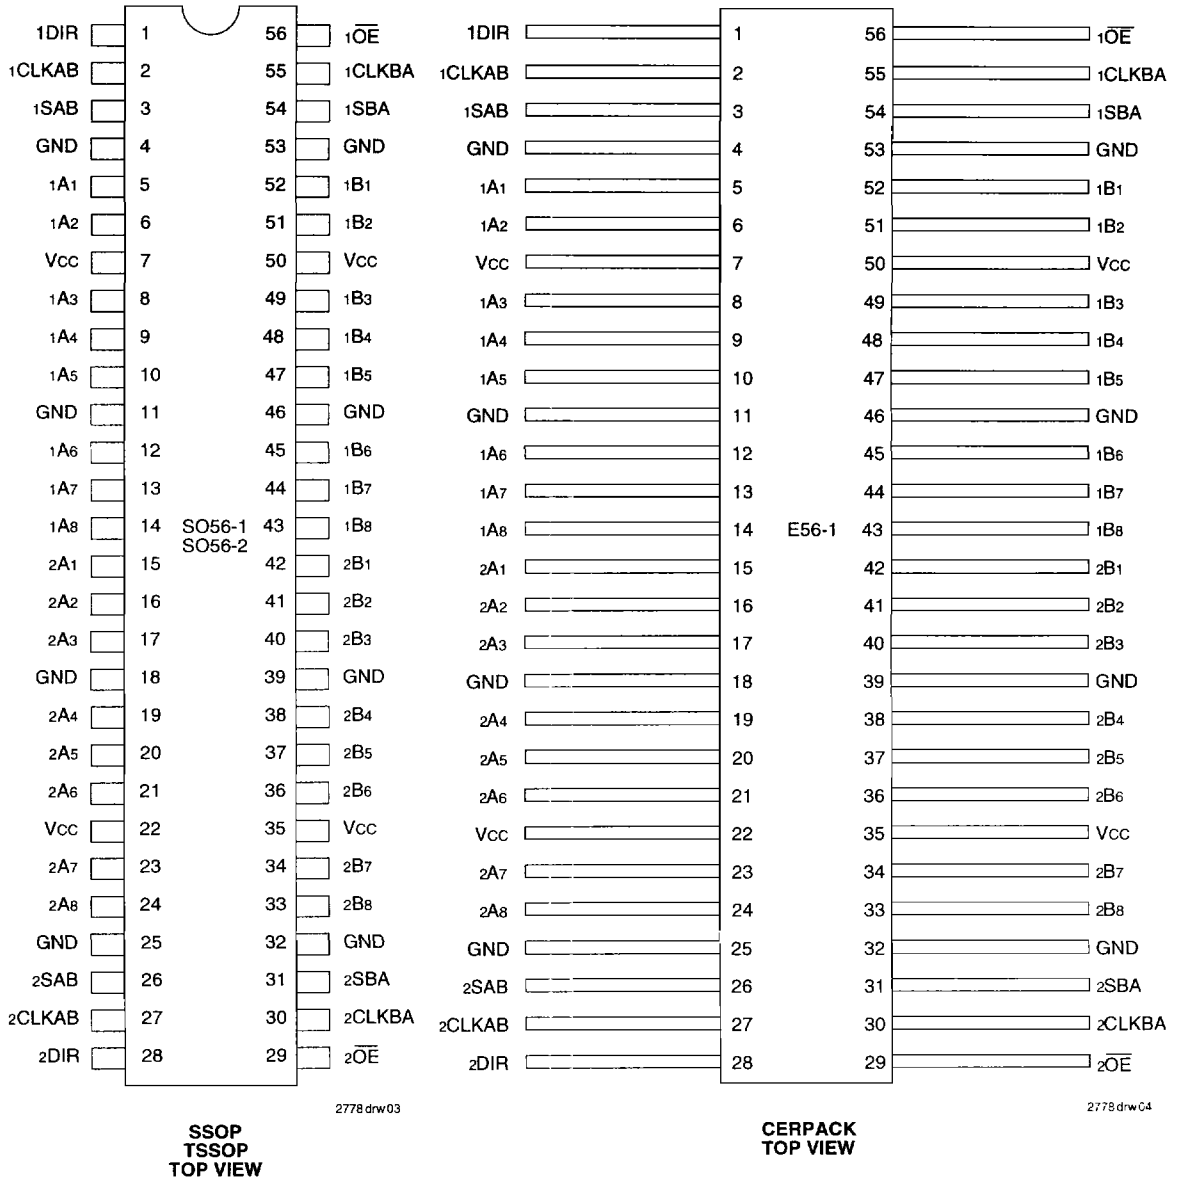 1DIR 1 56 1OE
1CLKAB 2 55 1CLKBA
1SAB 3 54 1SBA
GND 4 53 GND
1A1 5 52 1B1
1A2 6 51 1B2
VCC 7 50 VCC
1A3 8 49 1B3
1A4 9 48 1B4
1A5 10 47 1B5
GND 11 46 GND
1A6 12 45 1B6
1A7 13 44 1B7
1A8 14 SO56-1 43 1B8
SO56-2
2A1 15 42 2B1
2A2 16 41 2B2
2A3 17 40 2B3
GND 18 39 GND
2A4 19 38 2B4
2A5 20 37 2B5
2A6 21 36 2B6
VCC 22 35 VCC
2A7 23 34 2B7
2A8 24 33 2B8
GND 25 32 GND
2SAB 26 31 2SBA
2CLKAB 27 30 2CLKBA
2DIR 28 29 2OE
2778 drw 03
SSOP
TSSOP
TOP VIEW
1DIR 1 56 1OE
1CLKAB 2 55 1CLKBA
1SAB 3 54 1SBA
GND 4 53 GND
1A1 5 52 1B1
1A2 6 51 1B2
VCC 7 50 VCC
1A3 8 49 1B3
1A4 9 48 1B4
1A5 10 47 1B5
GND 11 46 GND
1A6 12 45 1B6
1A7 13 44 1B7
1A8 14 E56-1 43 1B8
2A1 15 42 2B1
2A2 16 41 2B2
2A3 17 40 2B3
GND 18 39 GND
2A4 19 38 2B4
2A5 20 37 2B5
2A6 21 36 2B6
VCC 22 35 VCC
2A7 23 34 2B7
2A8 24 33 2B8
GND 25 32 GND
2SAB 26 31 2SBA
2CLKAB 27 30 2CLKBA
2DIR 28 29 2OE
2778 drw 04
CERPACK
TOP VIEW